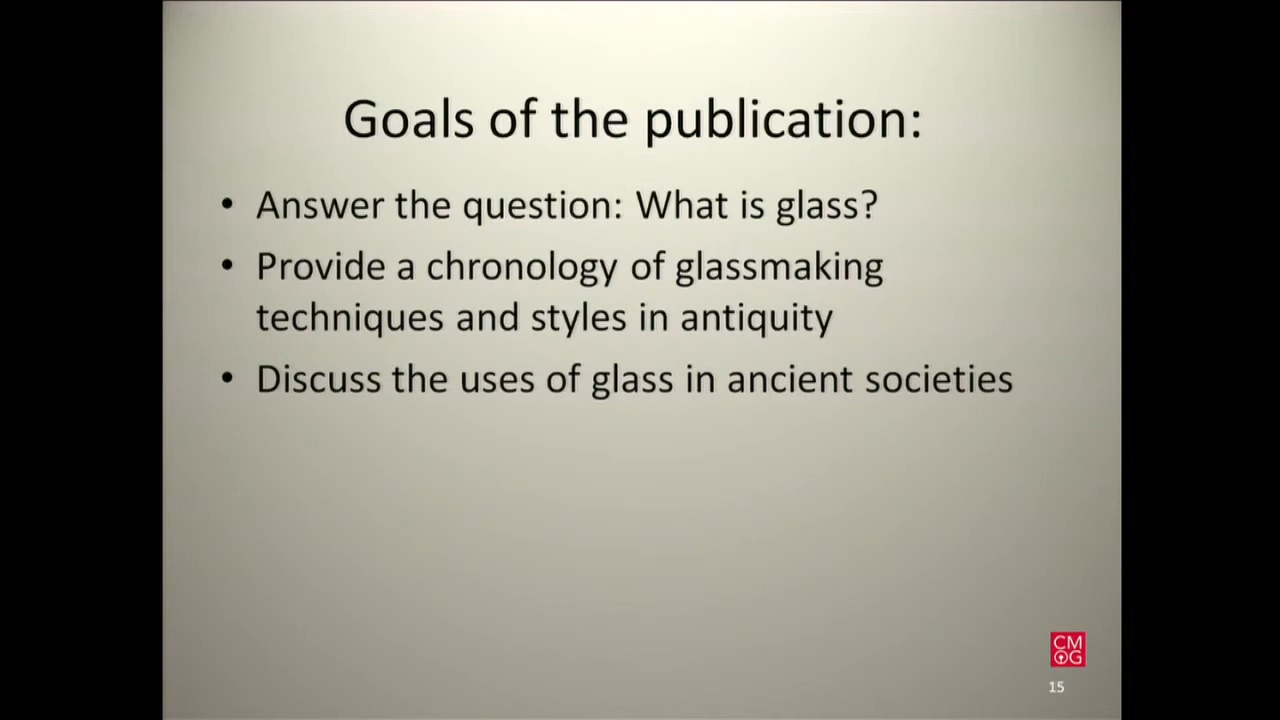 Goals of the publication:
• Answer the question: What is glass?
• Provide a chronology of glassmaking
techniques and styles in antiquity
• Discuss the uses of glass in ancient societies
CM
OG
15